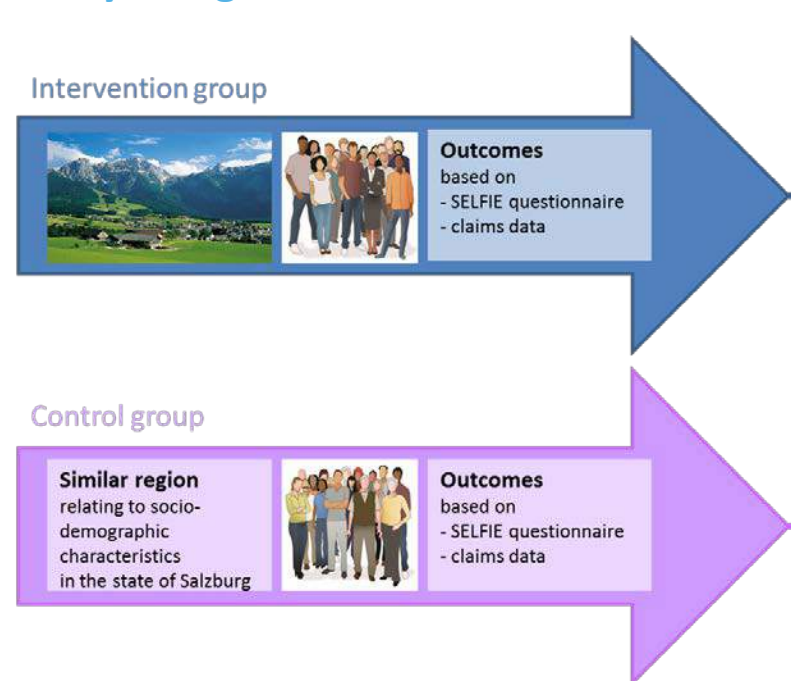 Intervention group
Outcomes
based on
- SELFIE questionnaire
- claims data
Control group
Similar region
relating to socio-
demographic
characteristics
in the state of Salzburg
Outcomes
based on
- SELFIE questionnaire
- claims data